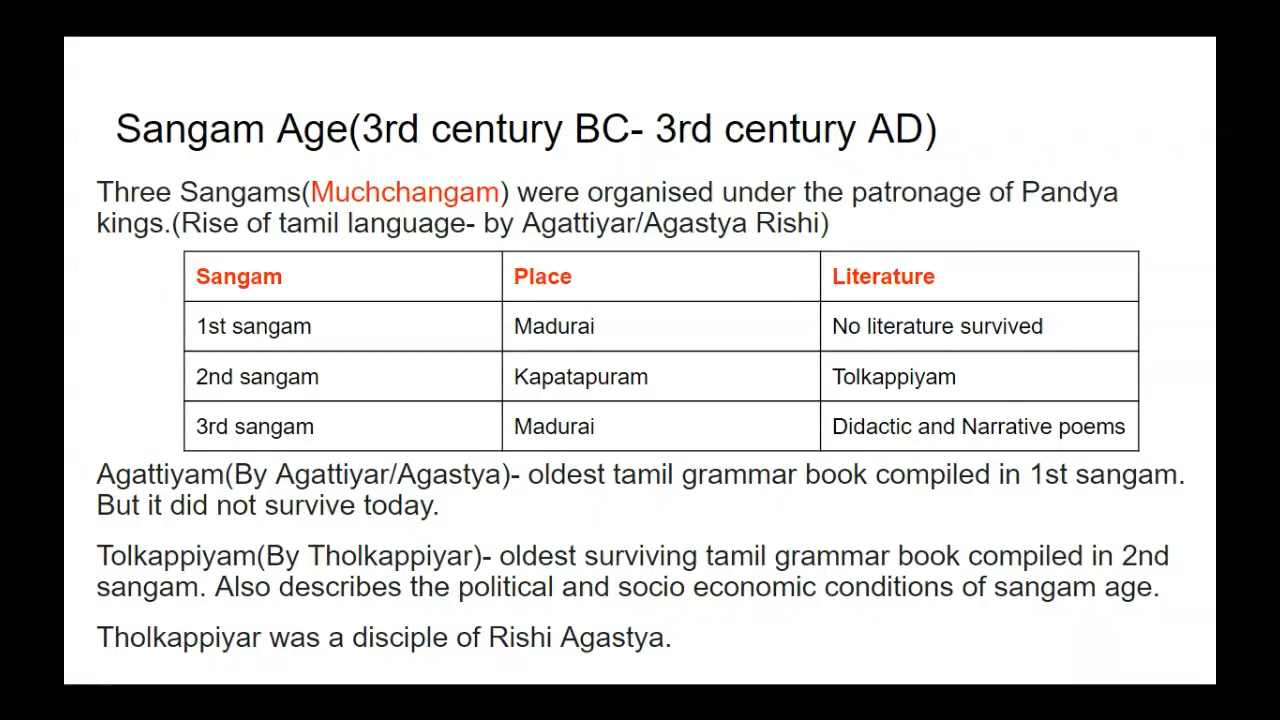 Sangam Age(3rd century BC- 3rd century AD)
Three Sangams(Muchchangam) were organised under the patronage of Pandya
kings.(Rise of tamil language- by Agattiyar/Agastya Rishi)
Sangam Place Literature
1st sangam Madurai No literature survived
2nd sangam Kapatapuram Tolkappiyam
3rd sangam Madurai Didactic and Narrative poems
Agattiyam(By Agattiyar/Agastya)- oldest tamil grammar book compiled in 1st sangam.
But it did not survive today.
Tolkappiyam(By Tholkappiyar)- oldest surviving tamil grammar book compiled in 2nd
sangam. Also describes the political and socio economic conditions of sangam age.
Tholkappiyar was a disciple of Rishi Agastya.